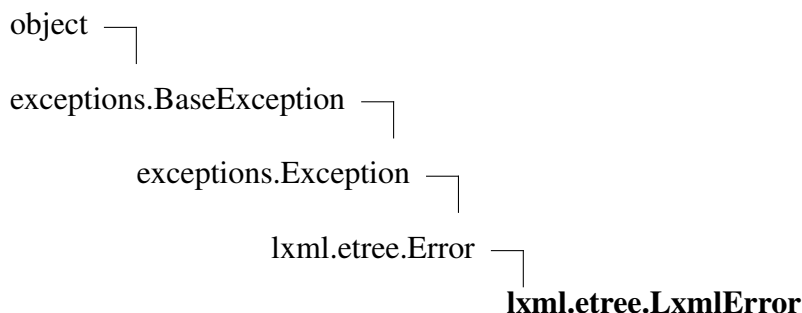 object
exceptions.BaseException
exceptions.Exception
lxml.etree.Error
lxml.etree.LxmlError